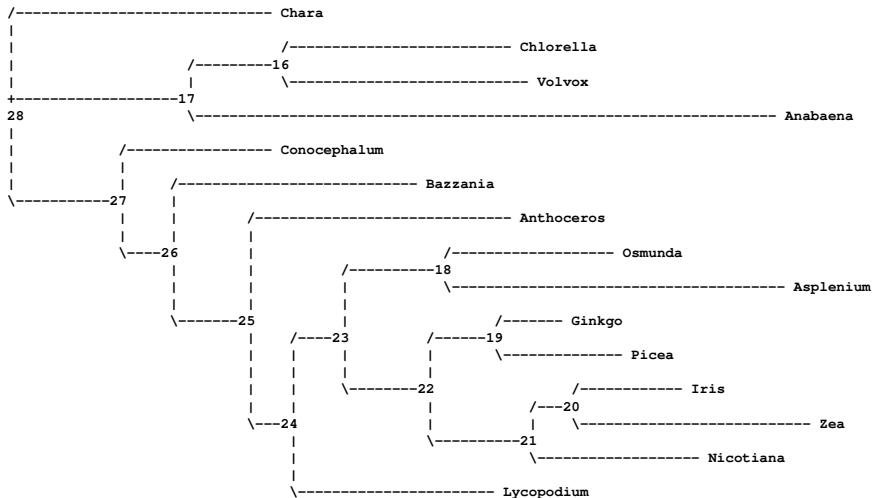 Chara
Chlorella
16
Volvox
17
28
Anabaena
Conocephalum
27
Bazzania
26
Anthoceros
Osmunda
18
Asplenium
25
Ginkgo
23
19
Picea
22
Iris
20
24
Zea
21
Nicotiana
Lycopodium